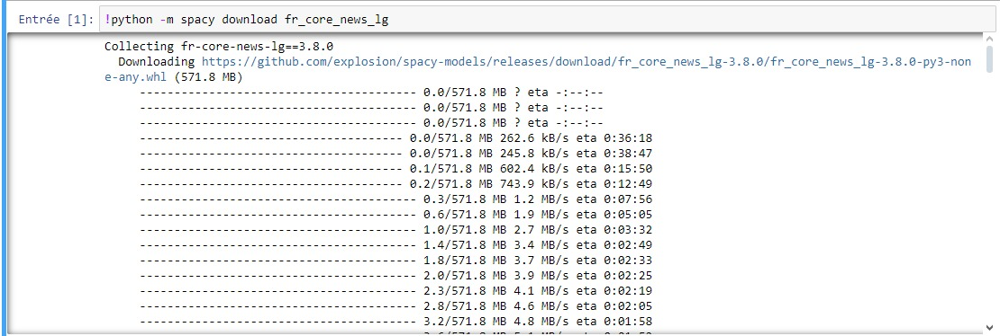 Entrée [1]: !python -m spacy download fr_core_news_lg
Collecting fr-core-news-lg==3.8.0
Downloading https://github.com/explosion/spacy-models/releases/download/fr_core_news_lg-3.8.0/fr_core_news_lg-3.8.0-py3-non
e-any.whl (571.8 MB)
---------------------------------------- 0.0/571.8 MB ? eta -:--:--
---------------------------------------- 0.0/571.8 MB ? eta -:--:--
---------------------------------------- 0.0/571.8 MB ? eta -:--:--
-------------------------------------- 0.0/571.8 MB 262.6 kB/s eta 0:36:18
-------------------------------------- 0.0/571.8 MB 245.8 kB/s eta 0:38:47
-------------------------------------- 0.1/571.8 MB 602.4 kB/s eta 0:15:50
-------------------------------------- 0.2/571.8 MB 743.9 kB/s eta 0:12:49
---------------------------------------- 0.3/571.8 MB 1.2 MB/s eta 0:07:56
---------------------------------------- 0.6/571.8 MB 1.9 MB/s eta 0:05:05
---------------------------------------- 1.0/571.8 MB 2.7 MB/s eta 0:03:32
---------------------------------------- 1.4/571.8 MB 3.4 MB/s eta 0:02:49
---------------------------------------- 1.8/571.8 MB 3.7 MB/s eta 0:02:33
---------------------------------------- 2.0/571.8 MB 3.9 MB/s eta 0:02:25
---------------------------------------- 2.3/571.8 MB 4.1 MB/s eta 0:02:19
---------------------------------------- 2.8/571.8 MB 4.6 MB/s eta 0:02:05
---------------------------------------- 3.2/571.8 MB 4.8 MB/s eta 0:01:58